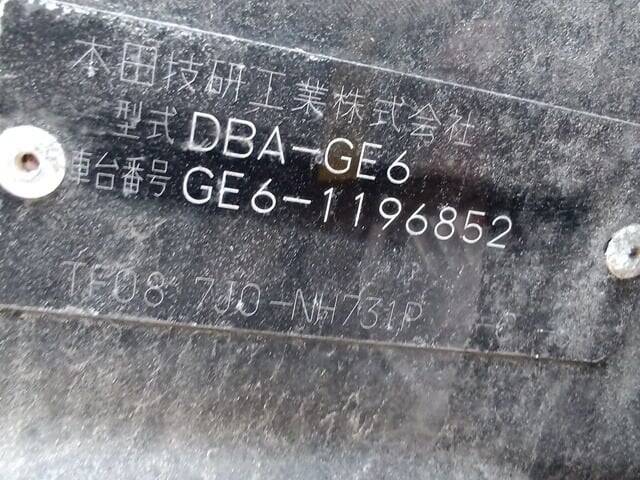 本田技研工業株式会社
型式 DBA-GE6
車台番号 GE6-1196852
TF08 7J0-NH731P -2-